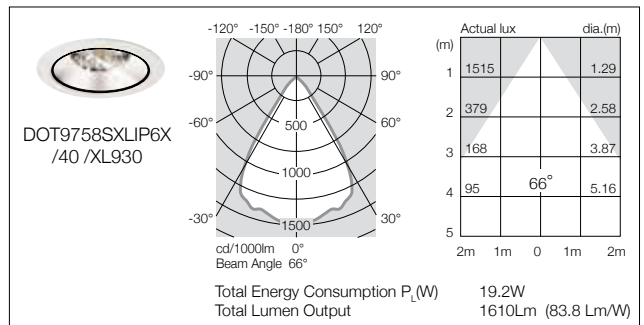 DOT9758SXLIP6X
/40 /XL930
-120° -150° -180° 150° 120°
-90° 90°
-60° 60°
-30° 30°
500
1000
1500
cd/1000lm 0°
Beam Angle 66°
Actual lux dia.(m)
(m)
1 1515 1.29
2 379 2.58
3 168 3.87
4 95 5.16
66°
5
2m 1m 0 1m 2m
Total Energy Consumption PL(W) 19.2W
Total Lumen Output 1610Lm (83.8 Lm/W)